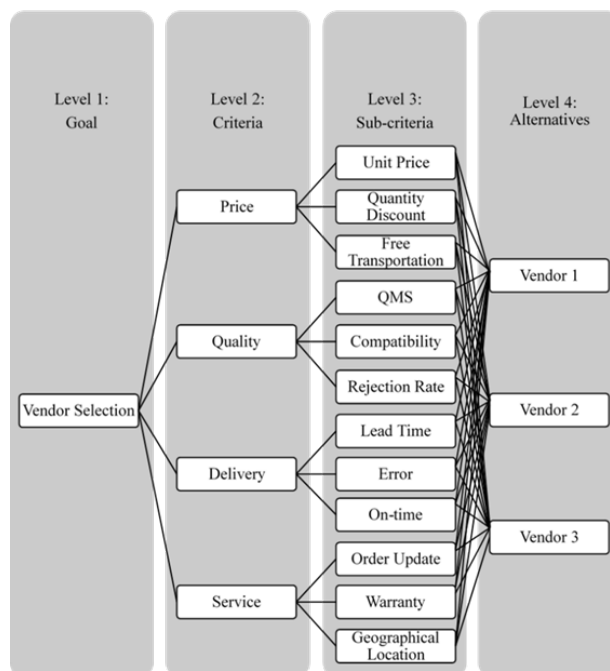 Level 1:
Goal
Level 2:
Criteria
Level 3:
Sub-criteria
Level 4:
Alternatives
Vendor Selection
Price
Quality
Delivery
Service
Unit Price
Quantity
Discount
Free
Transportation
QMS
Compatibility
Rejection Rate
Lead Time
Error
On-time
Order Update
Warranty
Geographical
Location
Vendor 1
Vendor 2
Vendor 3